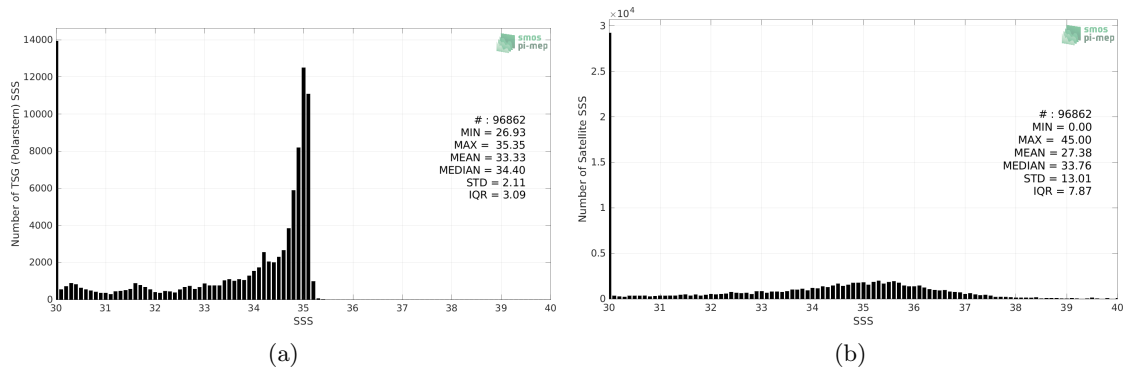 14000
12000
10000
8000
6000
4000
2000
0
Number of TSG (Polarstern) SSS
smos
pi-mep
# : 96862
MIN = 26.93
MAX = 35.35
MEAN = 33.33
MEDIAN = 34.40
STD = 2.11
IQR = 3.09
30 31 32 33 34 35 36 37 38 39 40
SSS
(a)
×10⁴
3
2.5
2
1.5
1
0.5
0
Number of Satellite SSS
smos
pi-mep
# : 96862
MIN = 0.00
MAX = 45.00
MEAN = 27.38
MEDIAN = 33.76
STD = 13.01
IQR = 7.87
30 31 32 33 34 35 36 37 38 39 40
SSS
(b)